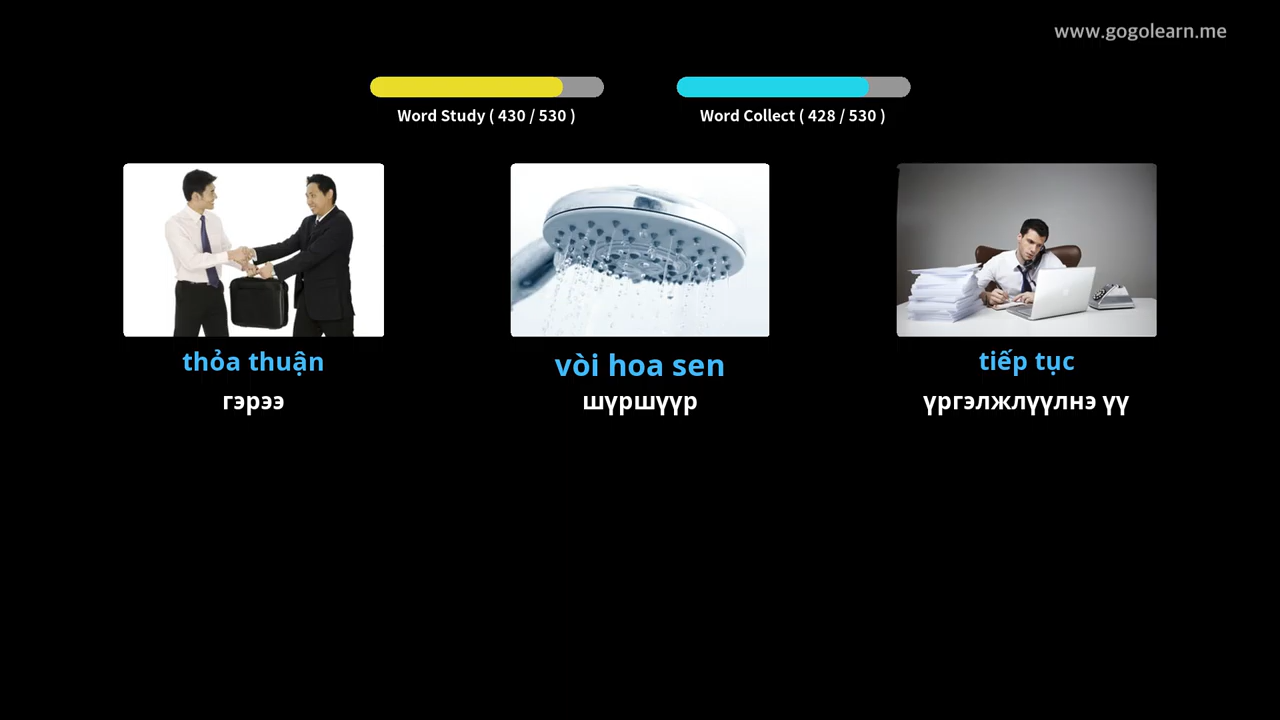 www.gogolearn.me
Word Study ( 430 / 530 )
Word Collect ( 428 / 530 )
thỏa thuận
гэрээ
vòi hoa sen
шүршүүр
tiếp tục
үргэлжлүүлнэ үү